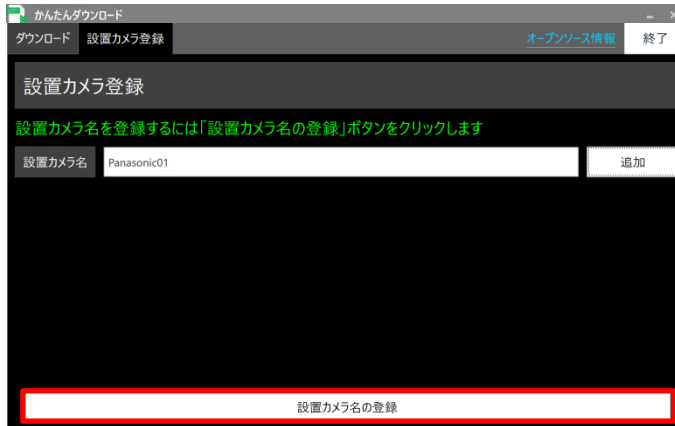 かんたんダウンロード
ダウンロード 設置カメラ登録 オープンソース情報 終了
設置カメラ登録
設置カメラ名を登録するには「設置カメラ名の登録」ボタンをクリックします
設置カメラ名 Panasonic01 追加
設置カメラ名の登録